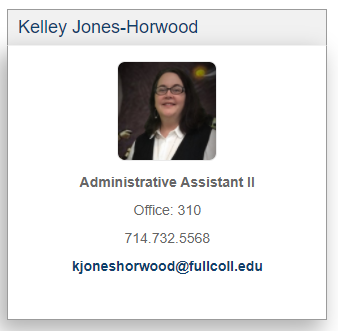 Kelley Jones-Horwood
Administrative Assistant II
Office: 310
714.732.5568
kjoneshorwood@fullcoll.edu